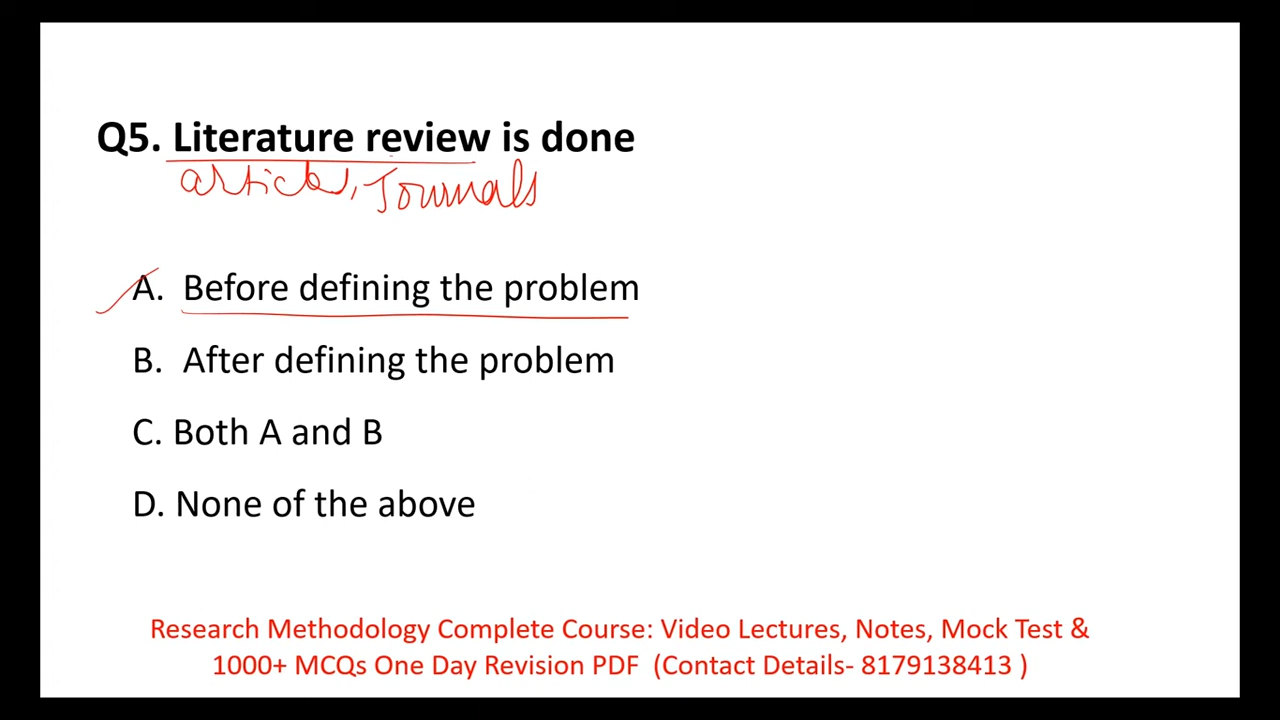 Q5. Literature review is done
articles, Journals
A. Before defining the problem
B. After defining the problem
C. Both A and B
D. None of the above
Research Methodology Complete Course: Video Lectures, Notes, Mock Test &
1000+ MCQs One Day Revision PDF (Contact Details- 8179138413 )